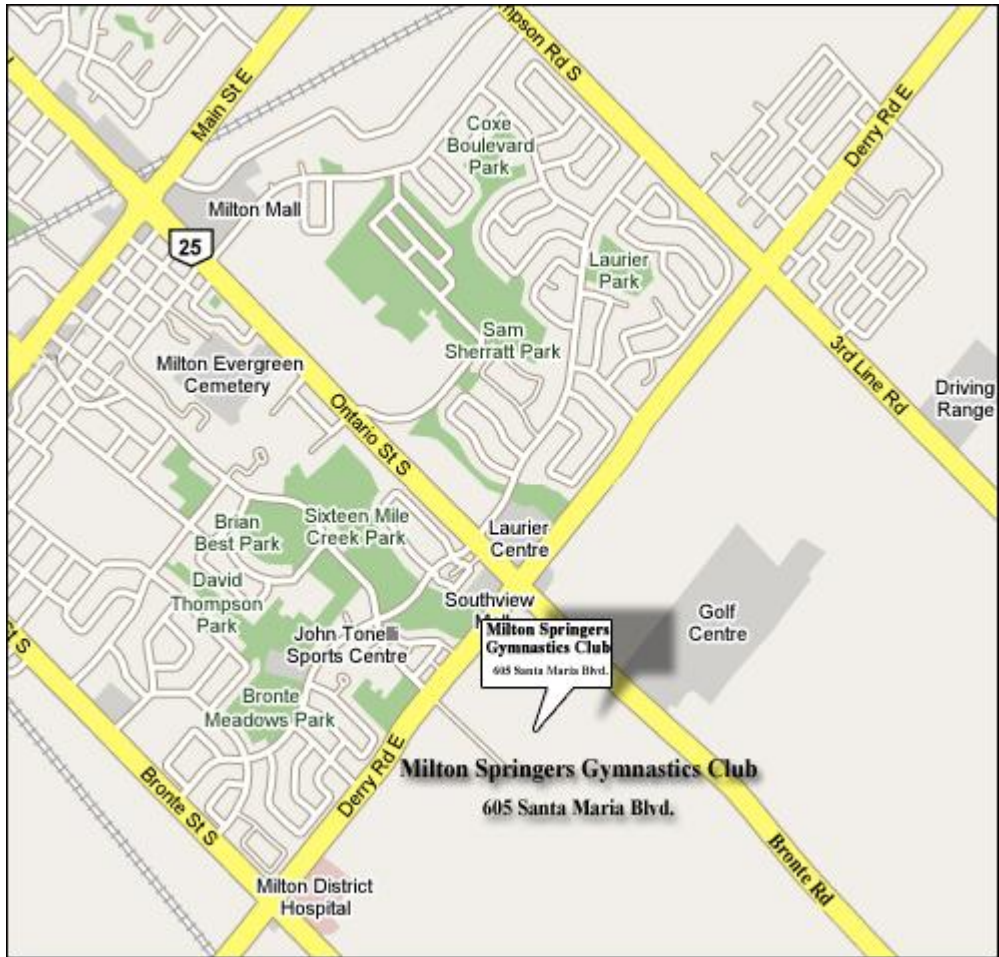 mpson Rd S
Main St E
Derry Rd E
Coxe
Boulevard
Park
Milton Mall
25
Laurier
Park
Sam
Sherratt Park
Milton Evergreen
Cemetery
3rd Line Rd
Driving
Range
Ontario St S
Brian
Best Park
Sixteen Mile
Creek Park
Laurier
Centre
David
Thompson
Park
Southview
Golf
Centre
St S
John Tonelli
Sports Centre
Milton Springers
Gymnastics Club
605 Santa Maria Blvd.
Bronte
Meadows Park
Derry Rd E
Milton Springers Gymnastics Club
605 Santa Maria Blvd.
Bronte St S
Bronte Rd
Milton District
Hospital